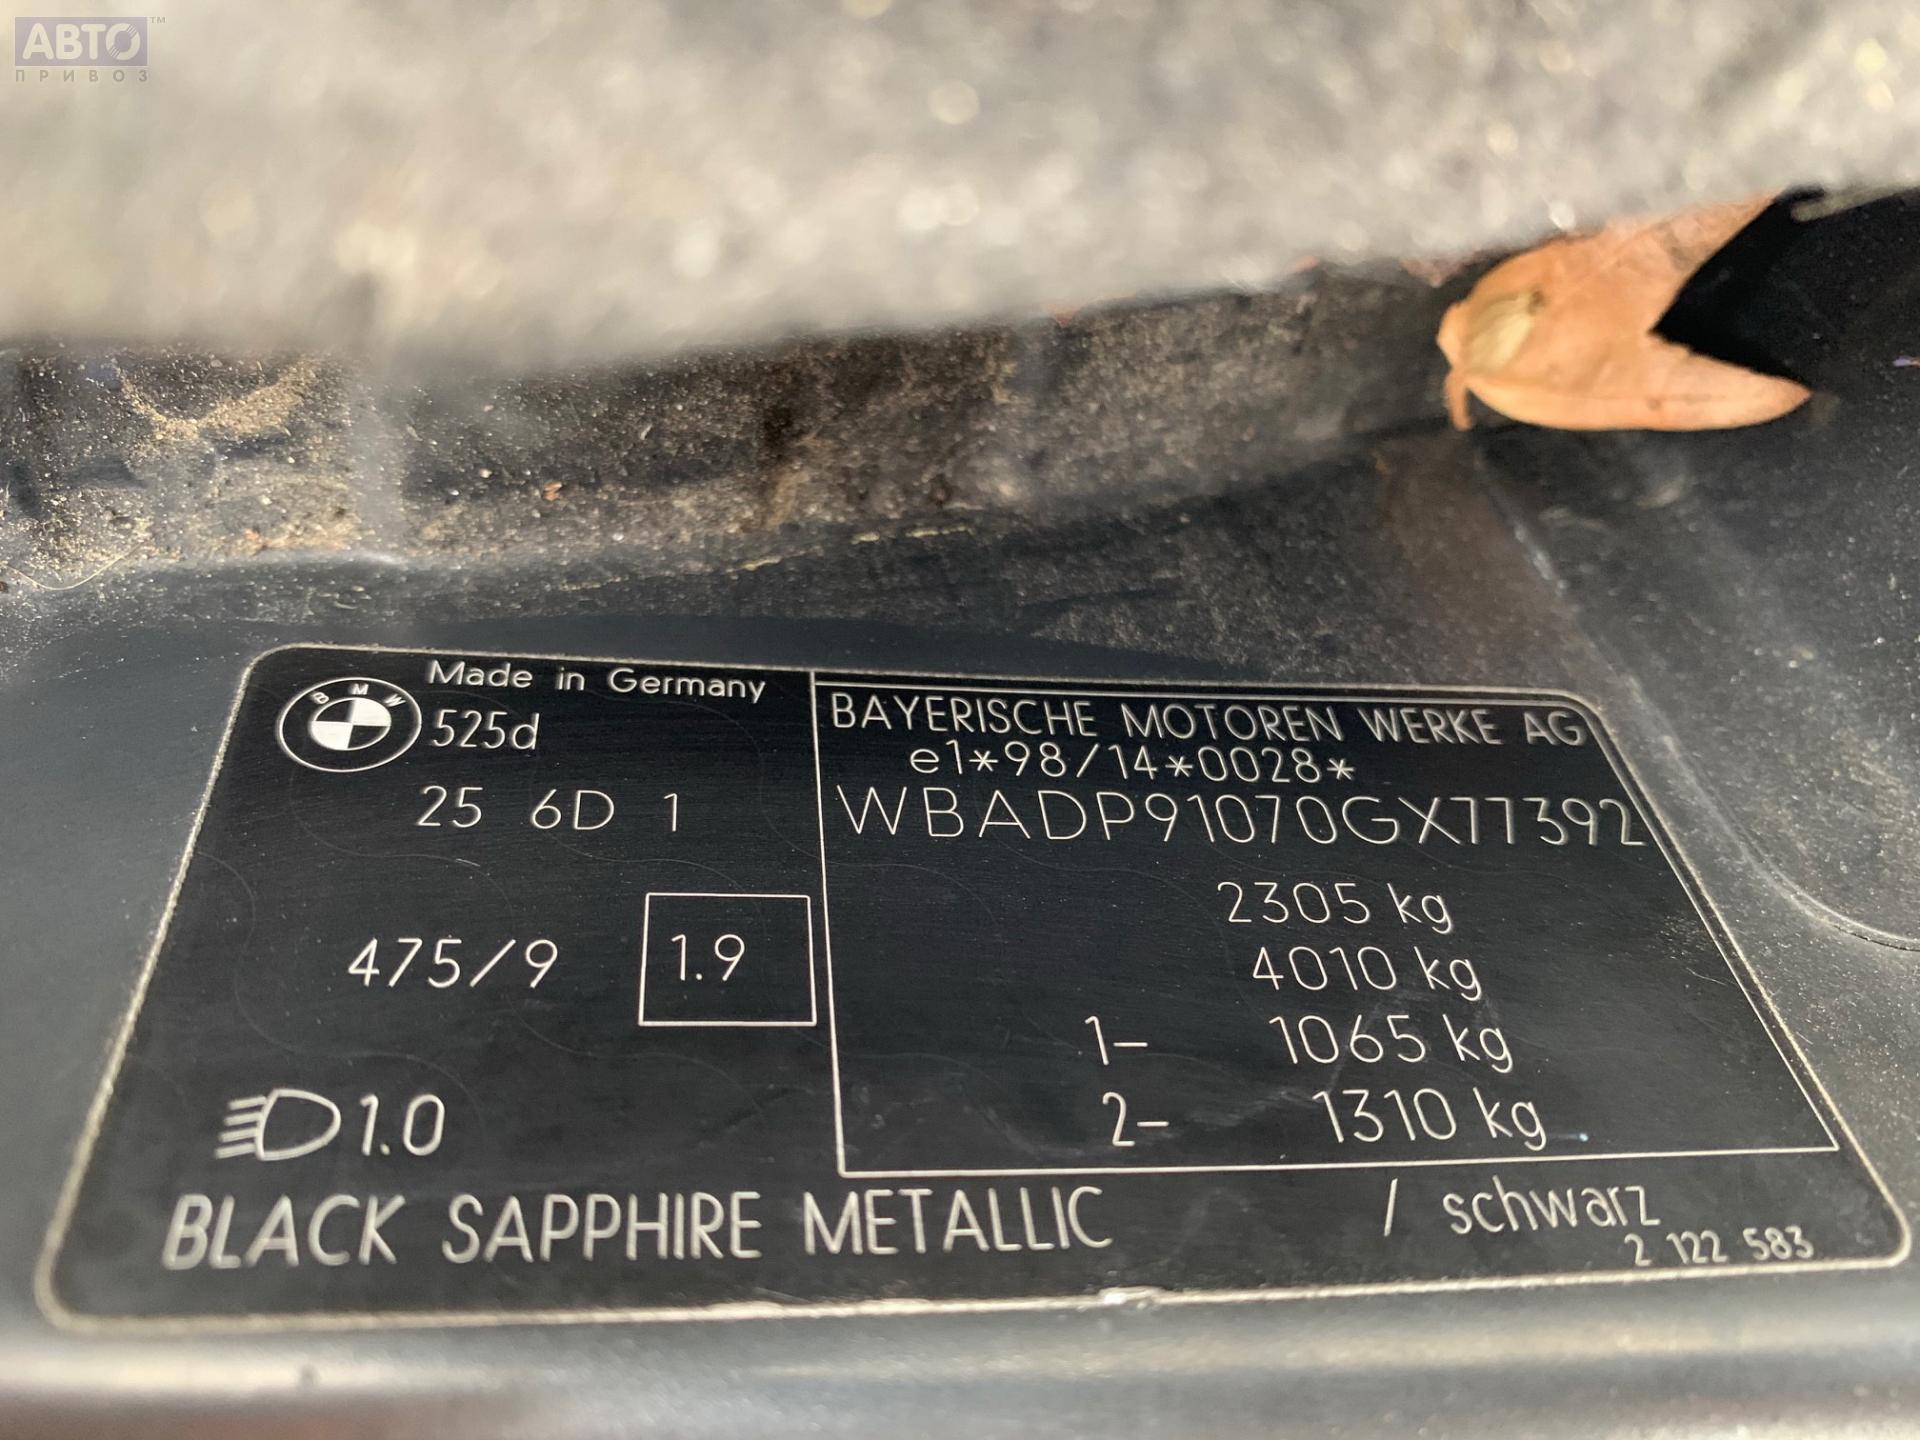 АВТО™
ПРИВОЗ
Made in Germany
BMW
525d
25 6D 1
475/9
1.9
1.0
BAYERISCHE MOTOREN WERKE AG
e1*98/14*0028*
WBADP91070GX77392
2305 kg
4010 kg
1- 1065 kg
2- 1310 kg
BLACK SAPPHIRE METALLIC / schwarz
2 122 583